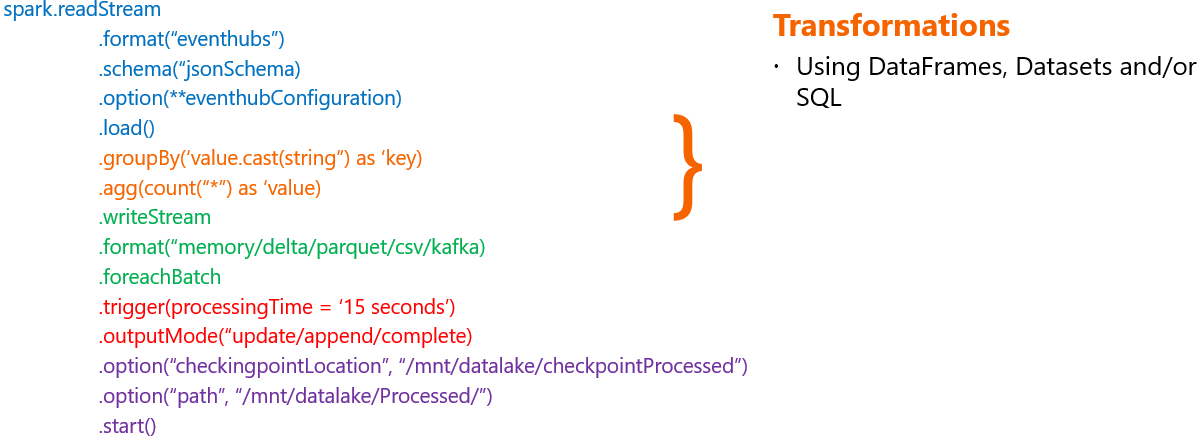 spark.readStream
.format(“eventhubs”)
.schema(“jsonSchema)
.option(**eventhubConfiguration)
.load()
.groupBy(‘value.cast(string”) as ‘key)
.agg(count(“*”) as ‘value)
.writeStream
.format(“memory/delta/parquet/csv/kafka)
.foreachBatch
.trigger(processingTime = ‘15 seconds’)
.outputMode(“update/append/complete)
.option(“checkingpointLocation”, “/mnt/datalake/checkpointProcessed”)
.option(“path”, “/mnt/datalake/Processed/”)
.start()
}
Transformations
· Using DataFrames, Datasets and/or
SQL